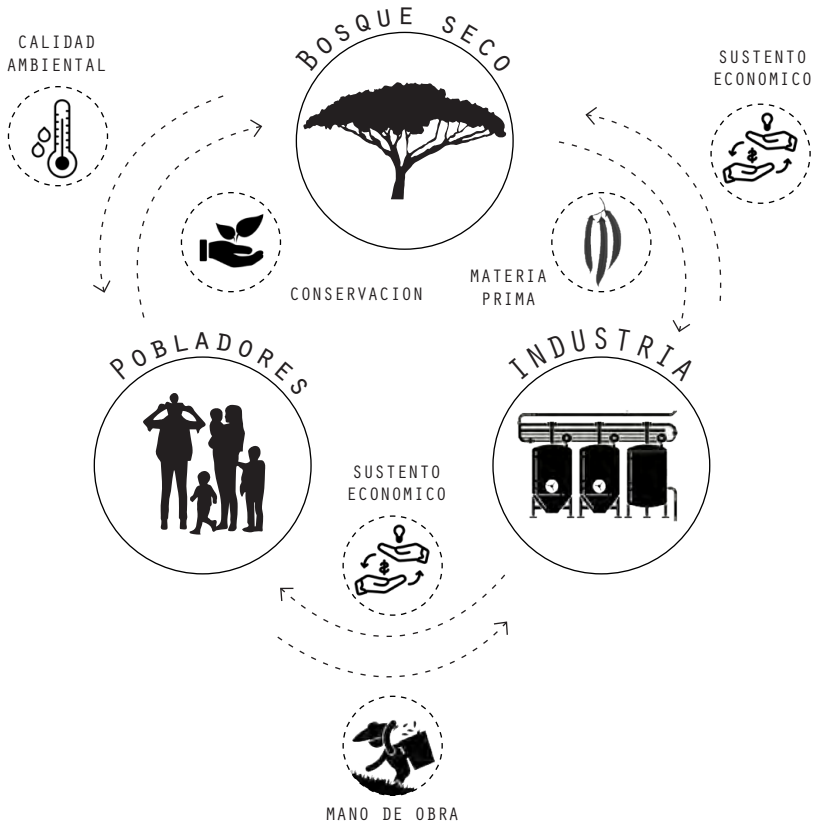 BOSQUE SECO
CALIDAD
AMBIENTAL
SUSTENTO
ECONOMICO
CONSERVACION
MATERIA
PRIMA
POBLADORES
INDUSTRIA
SUSTENTO
ECONOMICO
MANO DE OBRA